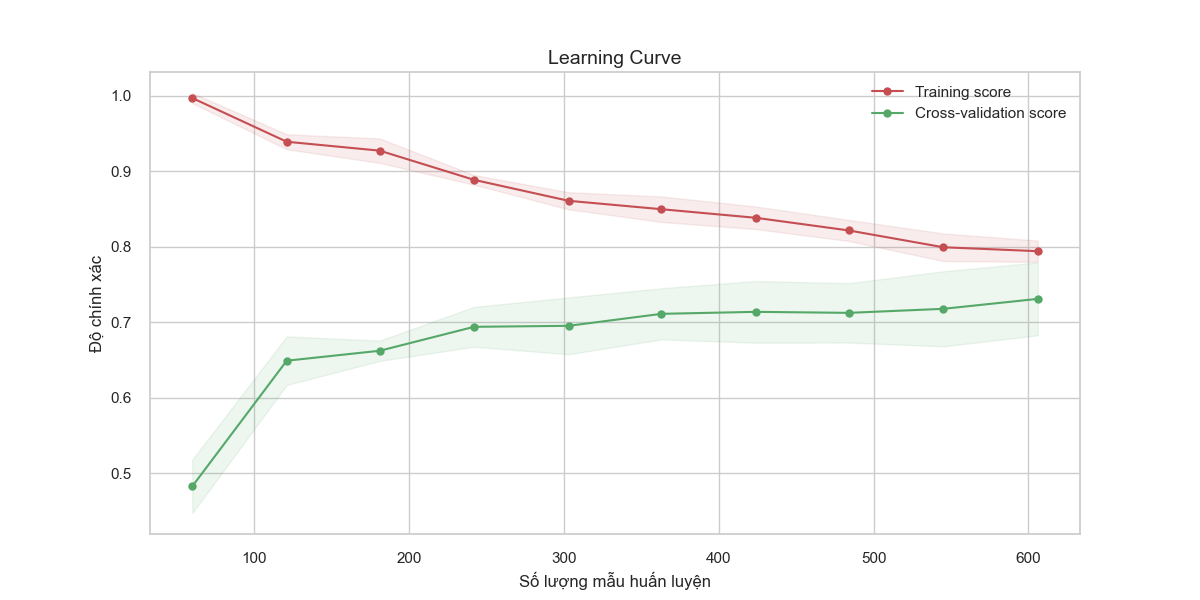 Learning Curve
Training score
Cross-validation score
1.0
0.9
0.8
0.7
0.6
0.5
Độ chính xác
100
200
300
400
500
600
Số lượng mẫu huấn luyện